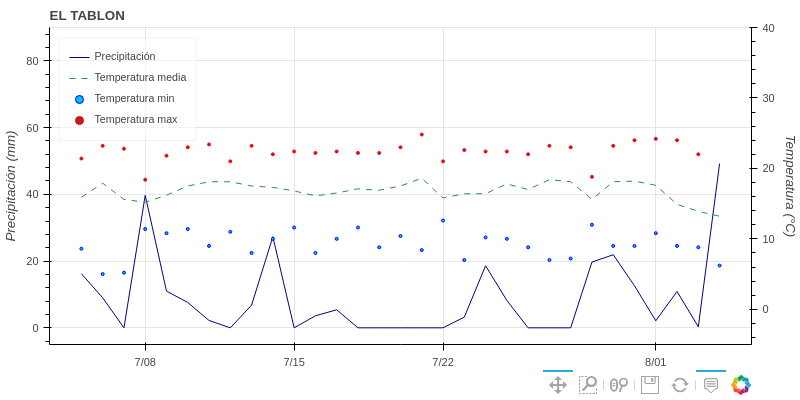 EL TABLON
Precipitación
Temperatura media
Temperatura min
Temperatura max
Precipitación (mm)
80
60
40
20
0
Temperatura (°C)
40
30
20
10
0
7/08
7/15
7/22
8/01